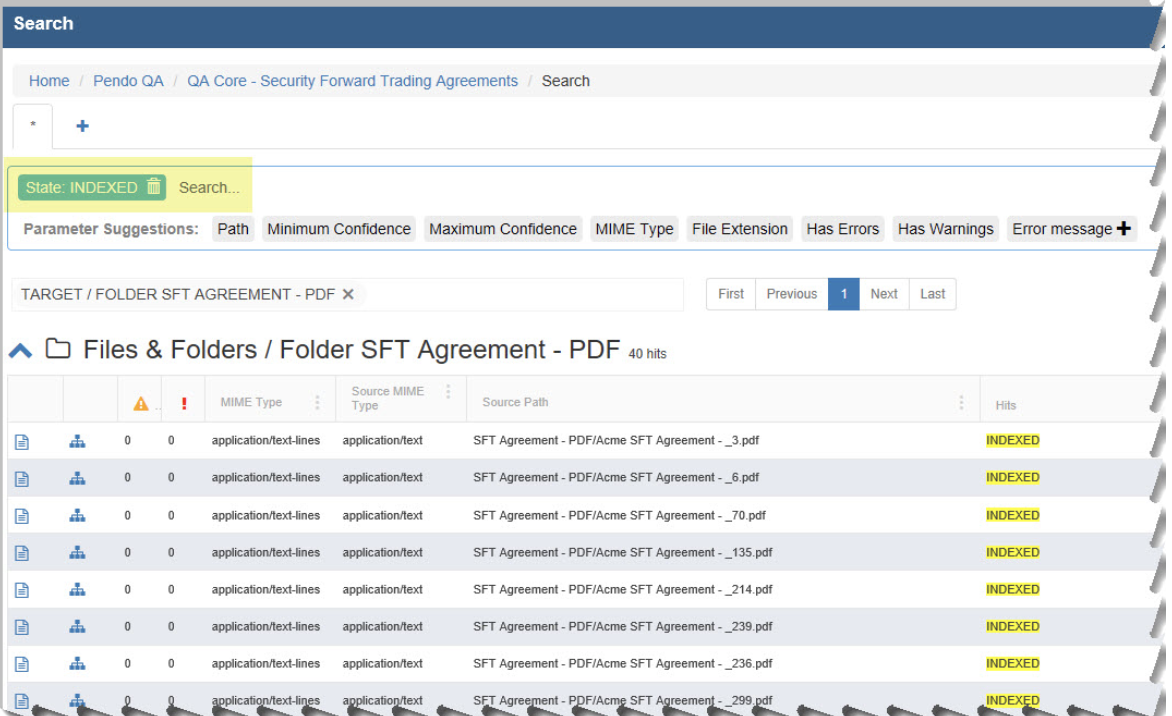 Search
Home / Pendo QA / QA Core - Security Forward Trading Agreements / Search
* +
State: INDEXED Search...
Parameter Suggestions: Path Minimum Confidence Maximum Confidence MIME Type File Extension Has Errors Has Warnings Error message +
TARGET / FOLDER SFT AGREEMENT - PDF × First Previous 1 Next Last
Files & Folders / Folder SFT Agreement - PDF 40 hits
.. ! MIME Type Source MIME Type Source Path Hits
0 0 application/text-lines application/text SFT Agreement - PDF/Acme SFT Agreement - _3.pdf INDEXED
0 0 application/text-lines application/text SFT Agreement - PDF/Acme SFT Agreement - _6.pdf INDEXED
0 0 application/text-lines application/text SFT Agreement - PDF/Acme SFT Agreement - _70.pdf INDEXED
0 0 application/text-lines application/text SFT Agreement - PDF/Acme SFT Agreement - _135.pdf INDEXED
0 0 application/text-lines application/text SFT Agreement - PDF/Acme SFT Agreement - _214.pdf INDEXED
0 0 application/text-lines application/text SFT Agreement - PDF/Acme SFT Agreement - _239.pdf INDEXED
0 0 application/text-lines application/text SFT Agreement - PDF/Acme SFT Agreement - _236.pdf INDEXED
0 0 application/text-lines application/text SFT Agreement - PDF/Acme SFT Agreement - _299.pdf INDEXED